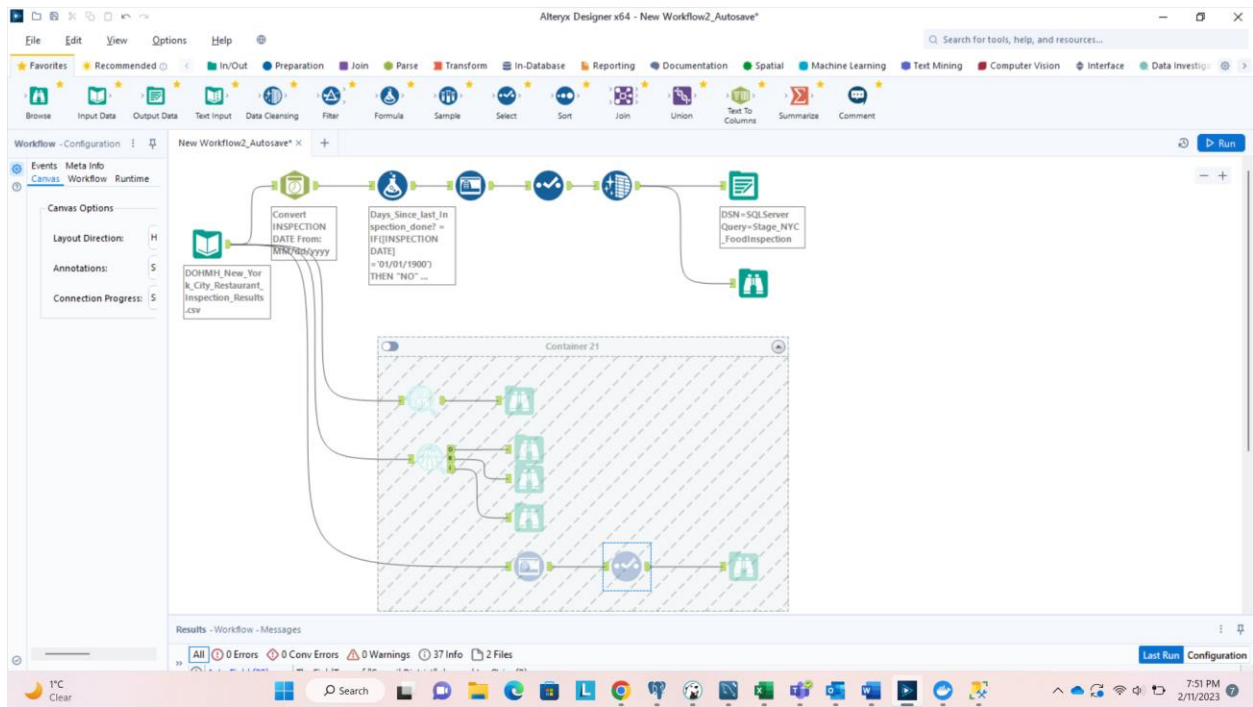 Alteryx Designer x64 - New Workflow2_Autosave*
File Edit View Options Help
Search for tools, help, and resources...
Favorites Recommended In/Out Preparation Join Parse Transform In-Database Reporting Documentation Spatial Machine Learning Text Mining Computer Vision Interface Data Investig
Browse Input Data Output Data Text Input Data Cleansing Filter Formula Sample Select Sort Join Union Text To Columns Summarize Comment
Workflow - Configuration
New Workflow2_Autosave*
Run
Events Meta Info
Canvas Workflow Runtime
Canvas Options
Layout Direction: H
Annotations: S
Connection Progress: S
Convert
INSPECTION
DATE From:
MM/dd/yyyy
Days_Since_last_In
spection_done? =
IF([INSPECTION
DATE]
='01/01/1900')
THEN "NO" ...
DSN=SQLServer
Query=Stage_NYC
_FoodInspection
DOHMH_New_Yor
k_City_Restaurant_
Inspection_Results
.csv
Container 21
D
R
I
Results - Workflow - Messages
All 0 Errors 0 Conv Errors 0 Warnings 37 Info 2 Files
Last Run Configuration
1°C
Clear
Search
7:51 PM
2/11/2023